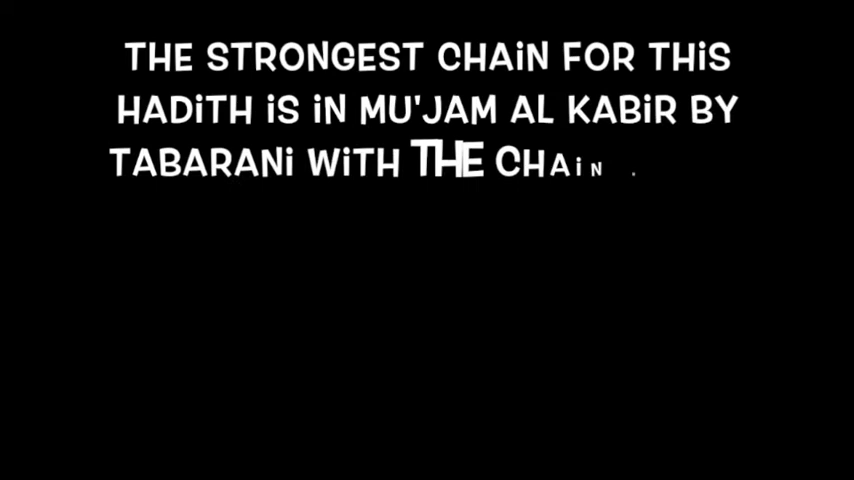 THE STRONGEST CHAiN FOR THiS
HADiTH iS iN MU'JAM AL KABiR BY
TABARANi WiTH THE CHAiN .